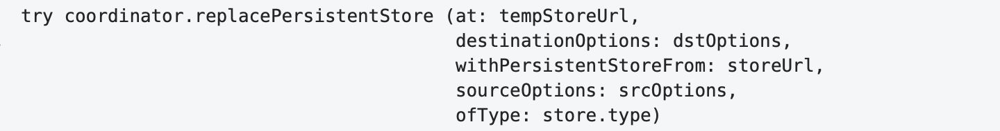 try coordinator.replacePersistentStore (at: tempStoreUrl,
destinationOptions: dstOptions,
withPersistentStoreFrom: storeUrl,
sourceOptions: srcOptions,
ofType: store.type)